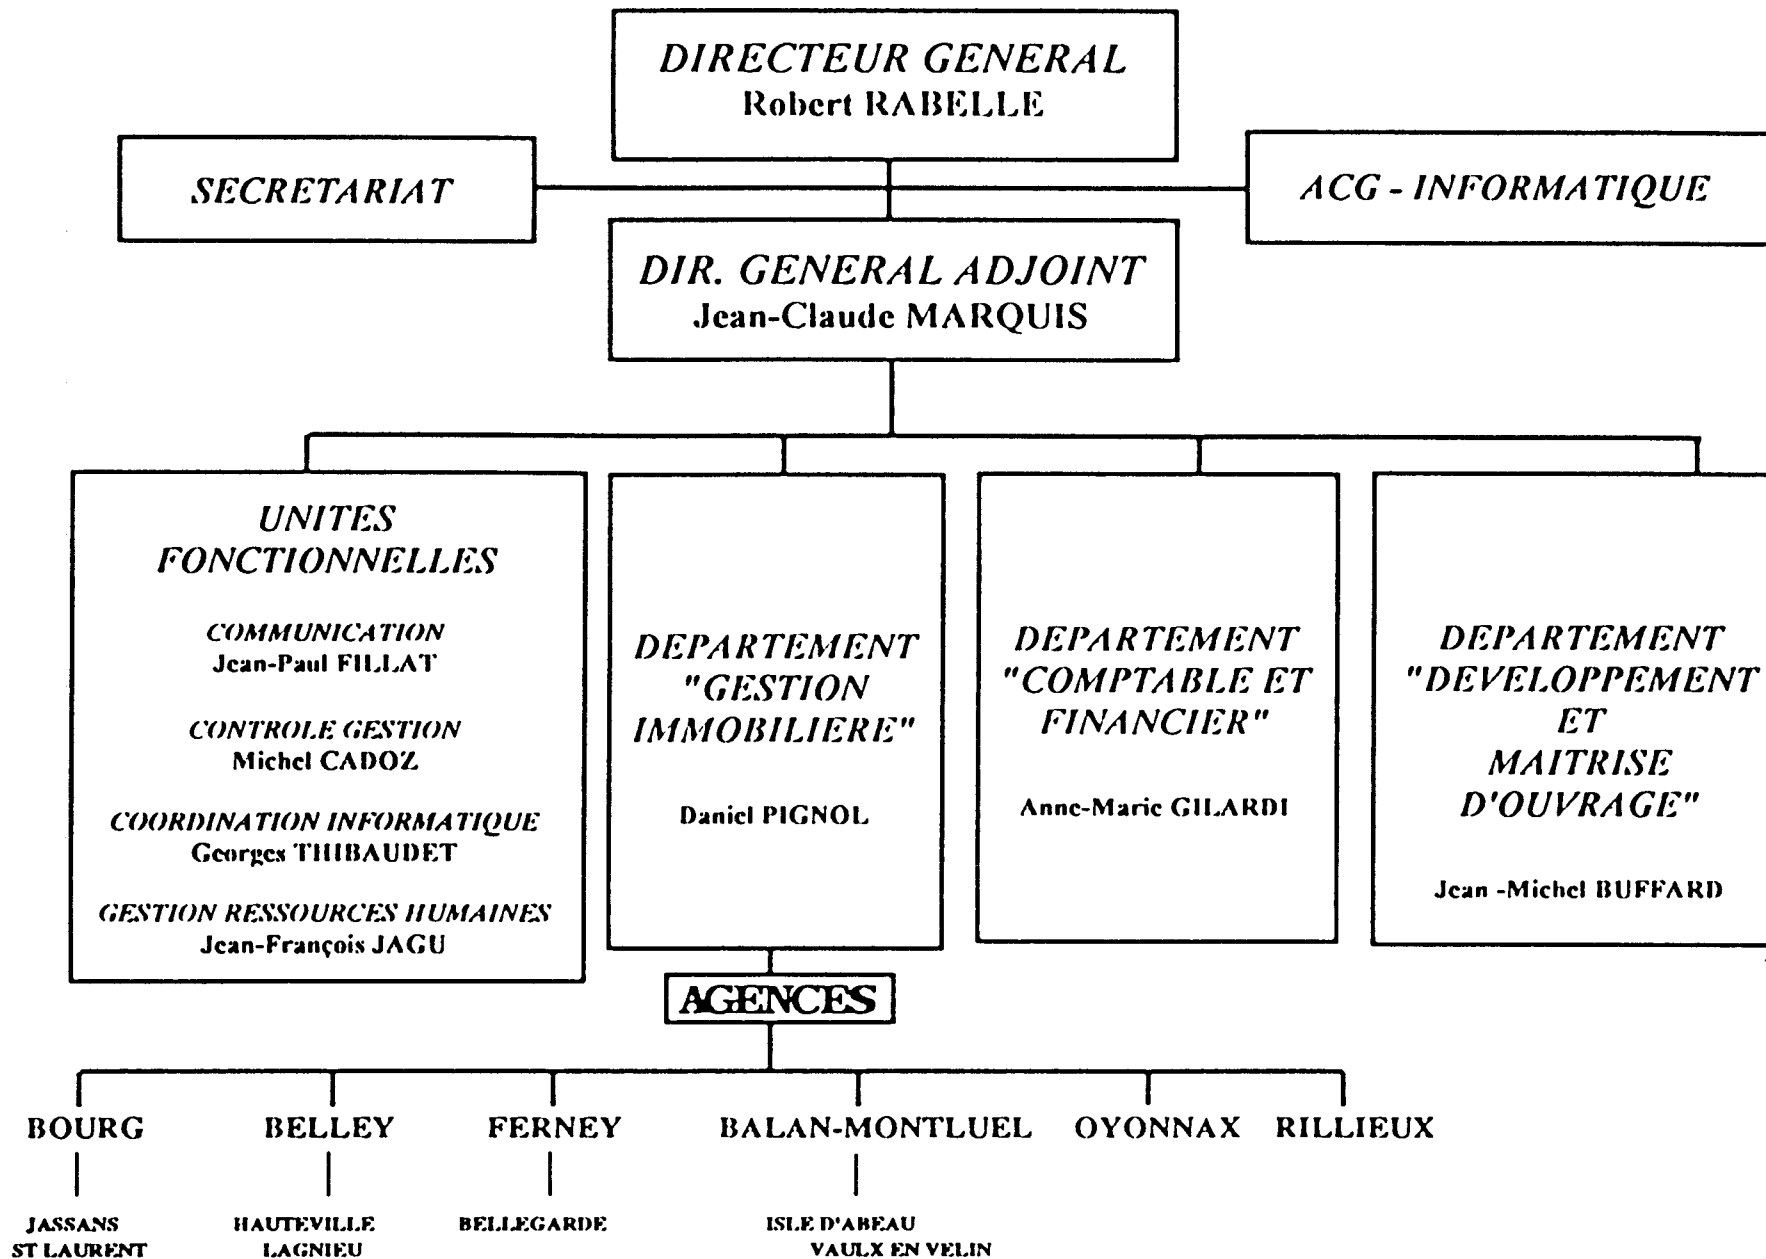 DIRECTEUR GENERAL
Robert RABELLE
SECRETARIAT
ACG - INFORMATIQUE
DIR. GENERAL ADJOINT
Jean-Claude MARQUIS
UNITES
FONCTIONNELLES
COMMUNICATION
Jean-Paul FILLAT
CONTROLE GESTION
Michel CADOZ
COORDINATION INFORMATIQUE
Georges THIBAUDET
GESTION RESSOURCES HUMAINES
Jean-François JAGU
DEPARTEMENT
"GESTION
IMMOBILIERE"
Daniel PIGNOL
DEPARTEMENT
"COMPTABLE ET
FINANCIER"
Anne-Marie GILARDI
DEPARTEMENT
"DEVELOPPEMENT
ET
MAITRISE
D'OUVRAGE"
Jean -Michel BUFFARD
AGENCES
BOURG
BELLEY
FERNEY
BALAN-MONTLUEL
OYONNAX
RILLIEUX
JASSANS
ST LAURENT
HAUTEVILLE
LAGNIEU
BELLEGARDE
ISLE D'ABEAU
VAULX EN VELIN